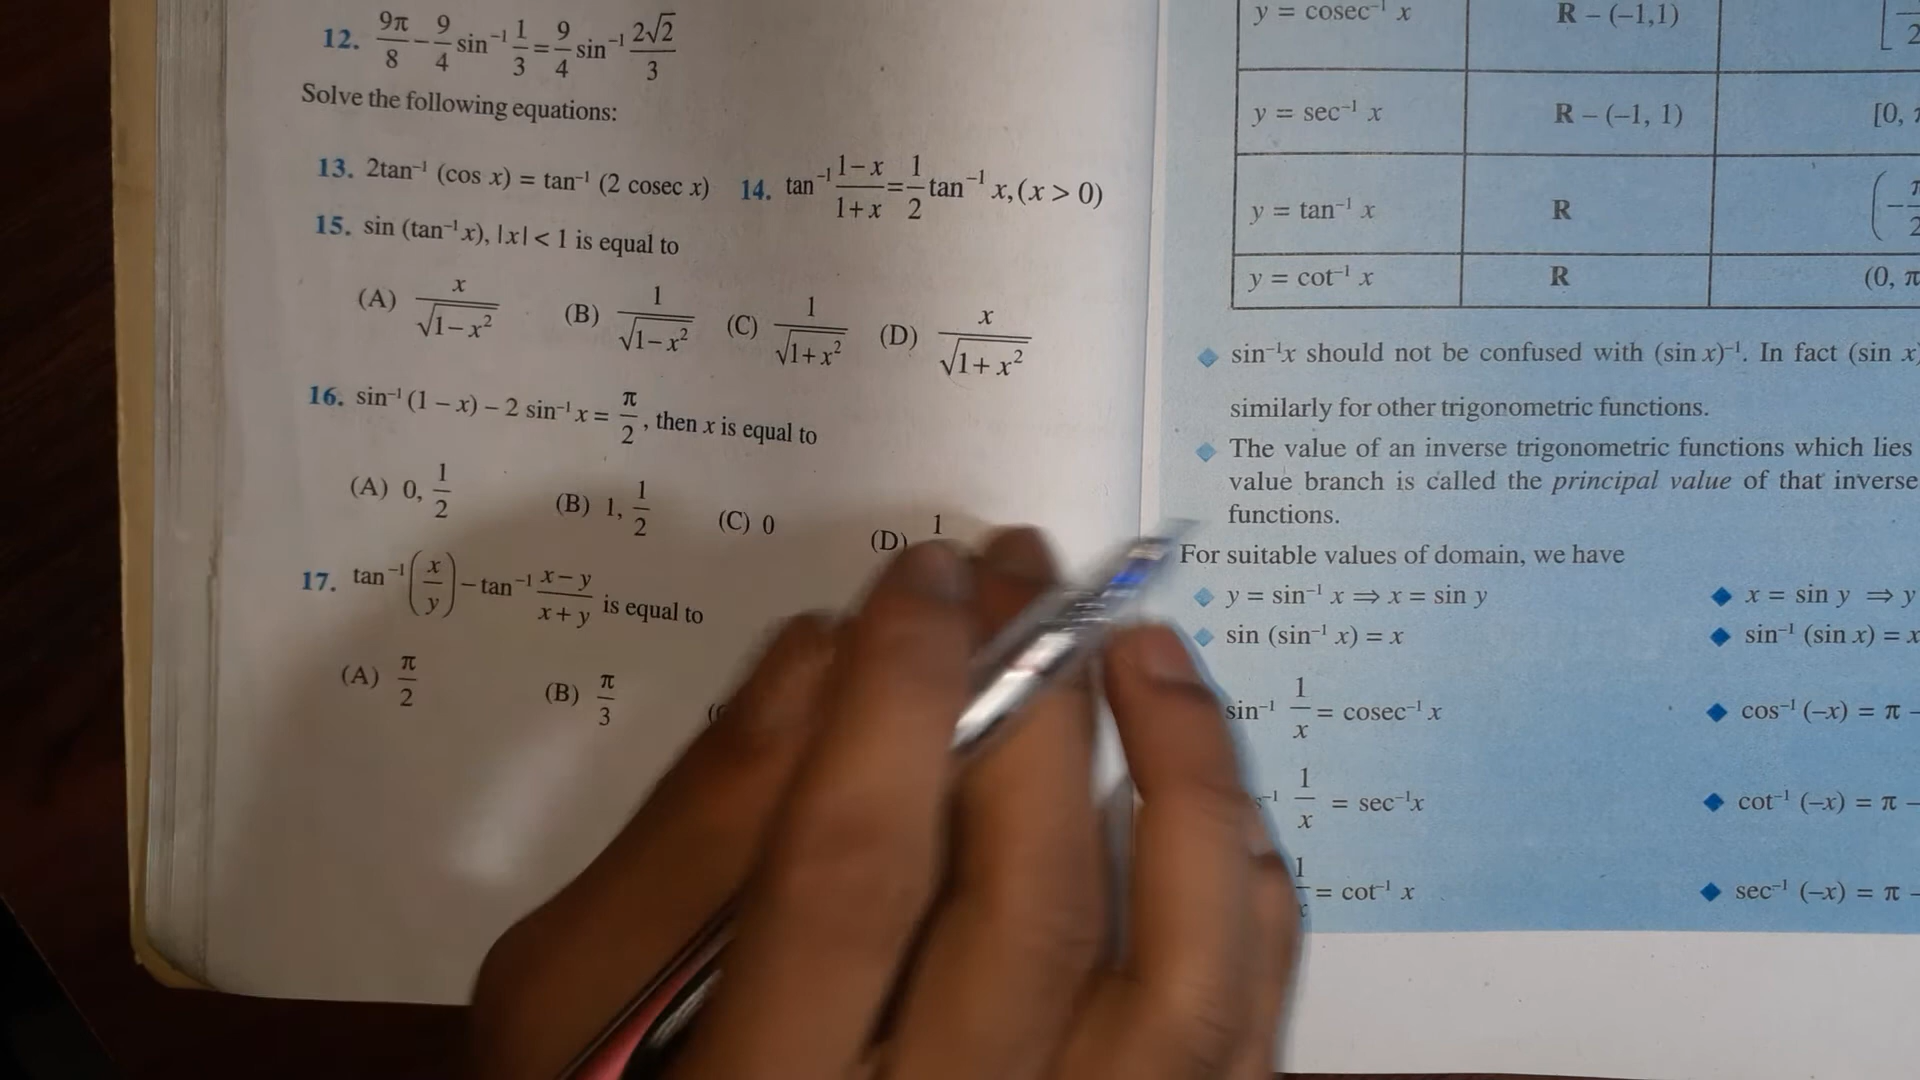 12. 9π/8 − 9/4 sin⁻¹ 1/3 = 9/4 sin⁻¹ 2√2/3
Solve the following equations:
13. 2tan⁻¹ (cos x) = tan⁻¹ (2 cosec x) 14. tan⁻¹ (1−x)/(1+x) = 1/2 tan⁻¹ x, (x > 0)
15. sin (tan⁻¹ x), |x| < 1 is equal to
(A) x/√(1−x²) (B) 1/√(1−x²) (C) 1/√(1+x²) (D) x/√(1+x²)
16. sin⁻¹ (1 − x) − 2 sin⁻¹ x = π/2, then x is equal to
(A) 0, 1/2 (B) 1, 1/2 (C) 0 (D) 1
17. tan⁻¹ (x/y) − tan⁻¹ (x−y)/(x+y) is equal to
(A) π/2 (B) π/3
y = cosec⁻¹ x R − (−1,1)
y = sec⁻¹ x R − (−1, 1) [0,
y = tan⁻¹ x R
y = cot⁻¹ x R (0, π
◆ sin⁻¹x should not be confused with (sin x)⁻¹. In fact (sin x)
similarly for other trigonometric functions.
◆ The value of an inverse trigonometric functions which lies
value branch is called the principal value of that inverse
functions.
For suitable values of domain, we have
◆ y = sin⁻¹ x ⇒ x = sin y ◆ x = sin y ⇒ y
◆ sin (sin⁻¹ x) = x ◆ sin⁻¹ (sin x) = x
sin⁻¹ 1/x = cosec⁻¹ x ◆ cos⁻¹ (−x) = π −
1/x = sec⁻¹x ◆ cot⁻¹ (−x) = π −
= cot⁻¹ x ◆ sec⁻¹ (−x) = π −